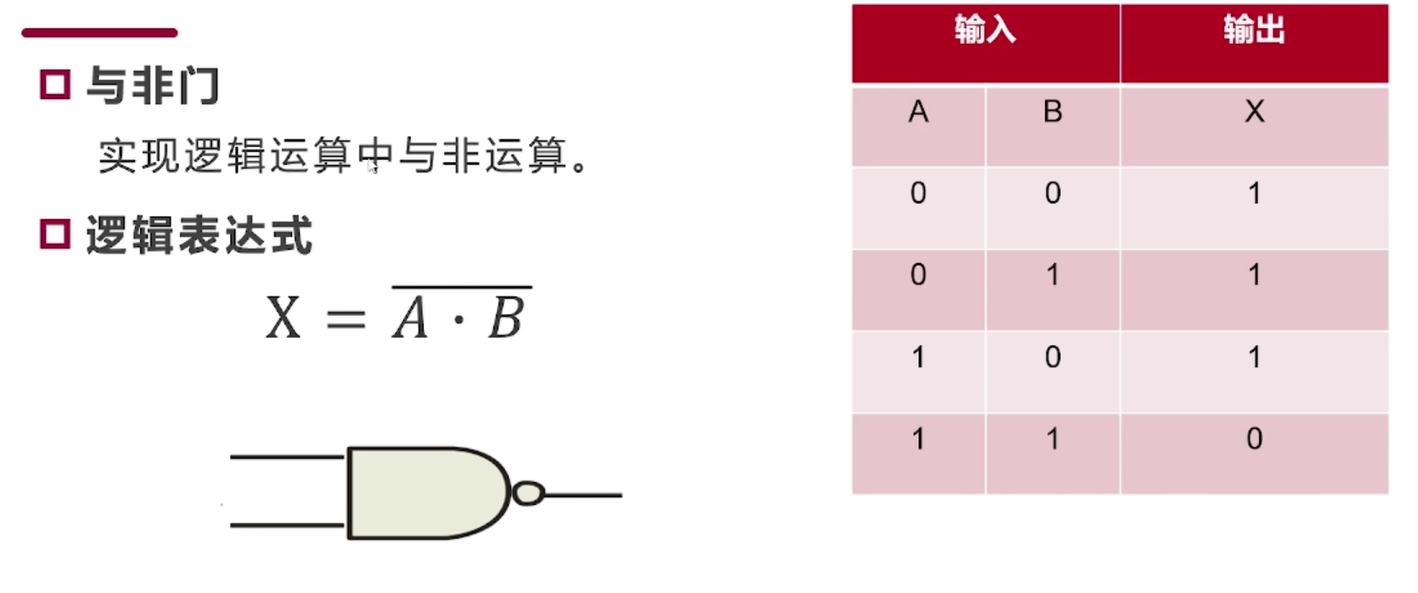 与非门
实现逻辑运算中与非运算。
逻辑表达式
X = \overline{A · B}
输入 输出
A B X
0 0 1
0 1 1
1 0 1
1 1 0